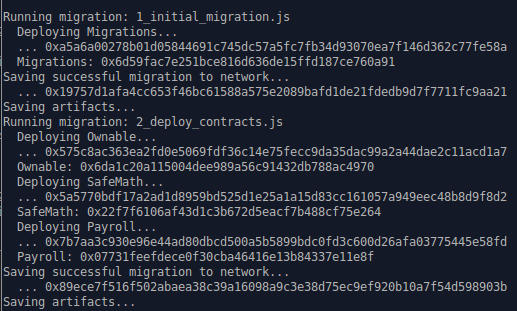 Running migration: 1_initial_migration.js
Deploying Migrations...
... 0xa5a6a00278b01d05844691c745dc57a5fc7fb34d93070ea7f146d362c77fe58a
Migrations: 0x6d59fac7e251bce816d636de15ffd187ce760a91
Saving successful migration to network...
... 0x19757d1afa4cc653f46bc61588a575e2089bafd1de21fdedb9d7f7711fc9aa21
Saving artifacts...
Running migration: 2_deploy_contracts.js
Deploying Ownable...
... 0x575c8ac363ea2fd0e5069fdf36c14e75fecc9da35dac99a2a44dae2c11acd1a7
Ownable: 0x6da1c20a115004dee989a56c91432db788ac4970
Deploying SafeMath...
... 0x5a5770bdf17a2ad1d8959bd525d1e25a1a15d83cc161057a949eec48b8d9f8d2
SafeMath: 0x22f7f6106af43d1c3b672d5eacf7b488cf75e264
Deploying Payroll...
... 0x7b7aa3c930e96e44ad80dbcd500a5b5899bdc0fd3c600d26afa03775445e58fd
Payroll: 0x07731feefdece0f30cba46416e13b84337e11e8f
Saving successful migration to network...
... 0x89ece7f516f502abaea38c39a16098a9c3e38d75ec9ef920b10a7f54d598903b
Saving artifacts...